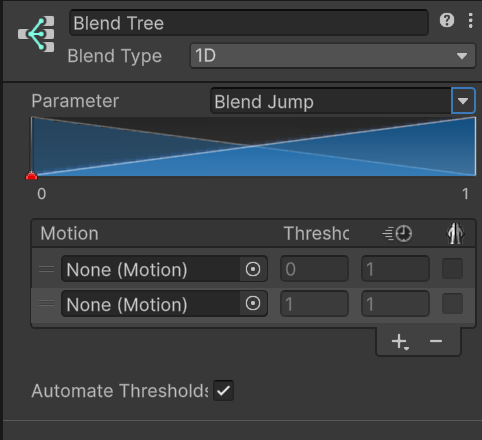 Blend Tree
Blend Type 1D
Parameter Blend Jump
0 1
Motion Thresho
None (Motion) 0 1
None (Motion) 1 1
+ −
Automate Thresholds